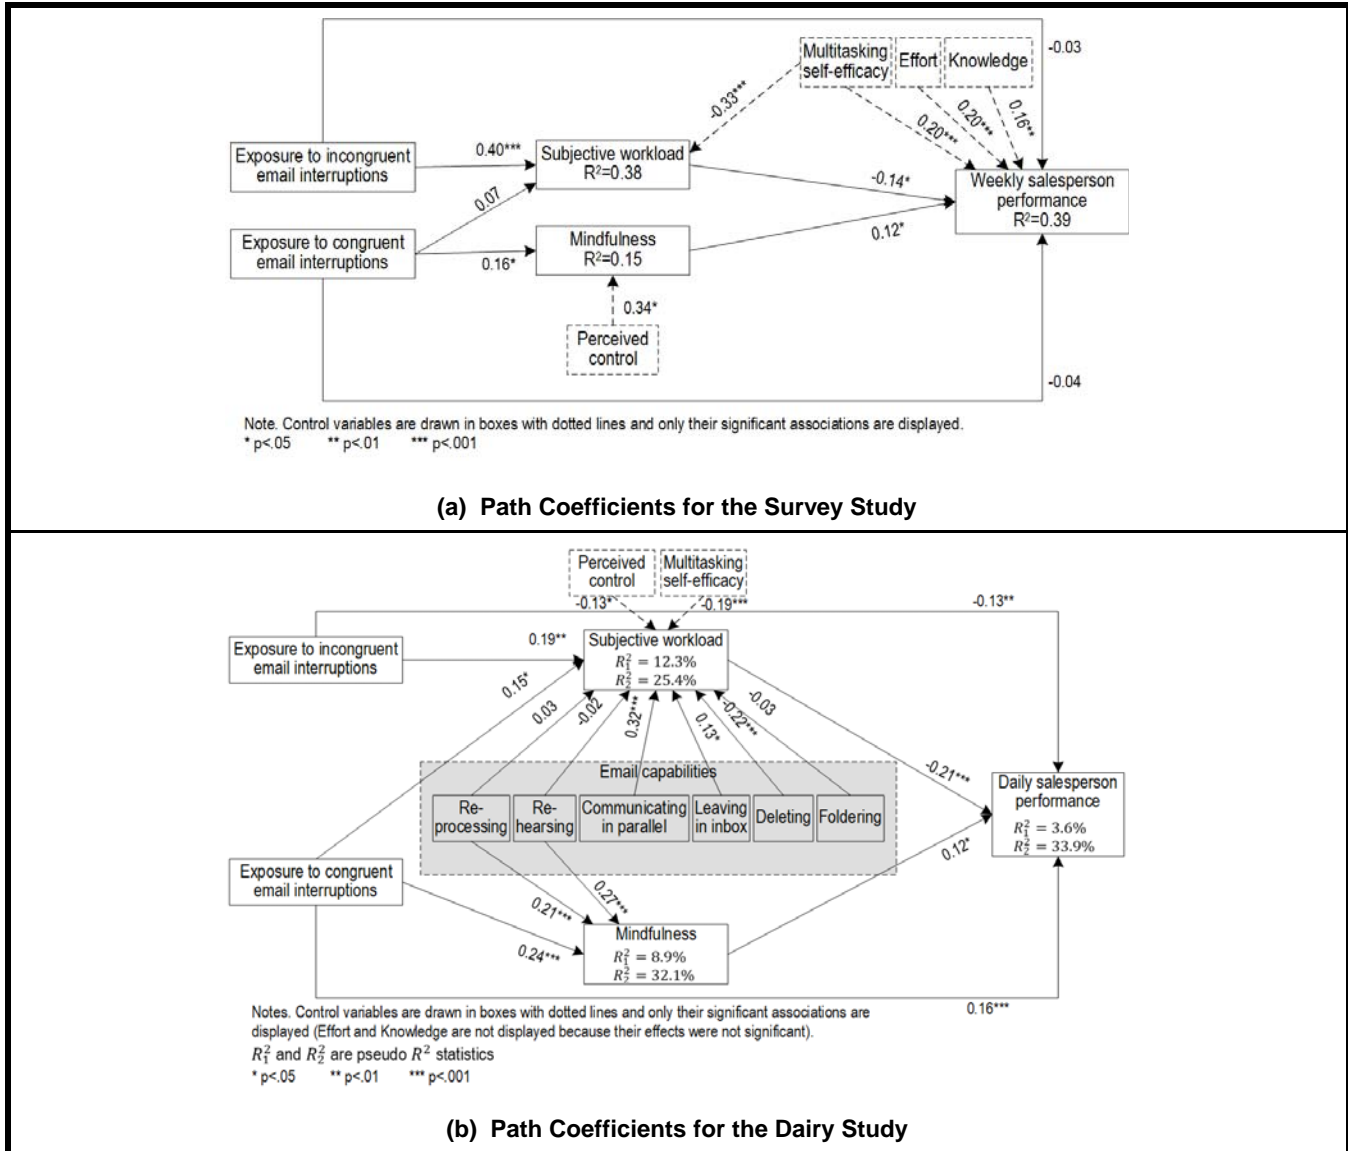 -0.03
Multitasking
self-efficacy
Effort
Knowledge
-0.33***
0.20***
0.20***
0.16**
Exposure to incongruent
email interruptions
0.40***
Subjective workload
R²=0.38
0.07
-0.14*
Weekly salesperson
performance
R²=0.39
Exposure to congruent
email interruptions
0.16*
Mindfulness
R²=0.15
0.12*
0.34*
Perceived
control
-0.04
Note. Control variables are drawn in boxes with dotted lines and only their significant associations are displayed.
* p<.05 ** p<.01 *** p<.001
(a) Path Coefficients for the Survey Study
Perceived
control
Multitasking
self-efficacy
-0.13*
-0.19***
-0.13**
Exposure to incongruent
email interruptions
0.19**
Subjective workload
R₁² = 12.3%
R₂² = 25.4%
0.15*
0.03
-0.02
0.32***
0.13*
-0.22***
-0.03
-0.21***
Email capabilities
Re-
processing
Re-
hearsing
Communicating
in parallel
Leaving
in inbox
Deleting
Foldering
Daily salesperson
performance
R₁² = 3.6%
R₂² = 33.9%
Exposure to congruent
email interruptions
0.12*
0.21***
0.27***
0.24***
Mindfulness
R₁² = 8.9%
R₂² = 32.1%
0.16***
Notes. Control variables are drawn in boxes with dotted lines and only their significant associations are
displayed (Effort and Knowledge are not displayed because their effects were not significant).
R₁² and R₂² are pseudo R² statistics
* p<.05 ** p<.01 *** p<.001
(b) Path Coefficients for the Dairy Study